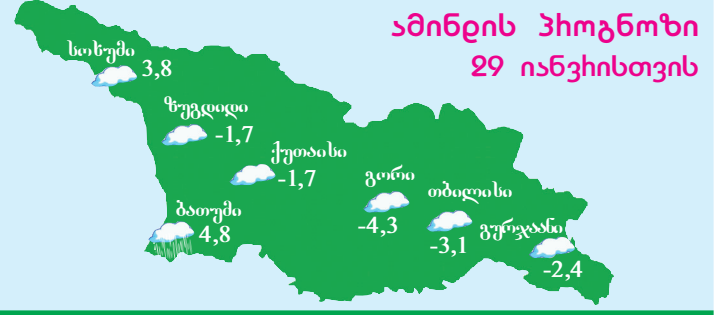 ამინდის პროგნოზი
29 იანვრისთვის
სოხუმი
3,8
ზუგდიდი
-1,7
ქუთაისი
-1,7
გორი
-4,3
თბილისი
-3,1
ბათუმი
4,8
გურჯაანი
-2,4